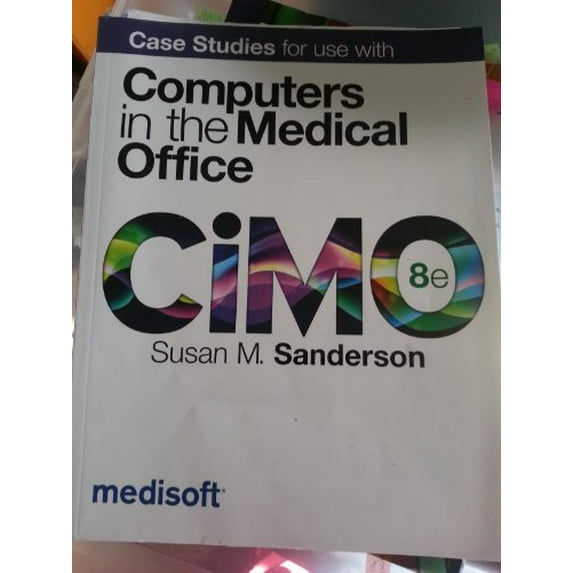 Case Studies for use with
Computers
in the Medical
Office
CiMO
8e
Susan M. Sanderson
medisoft